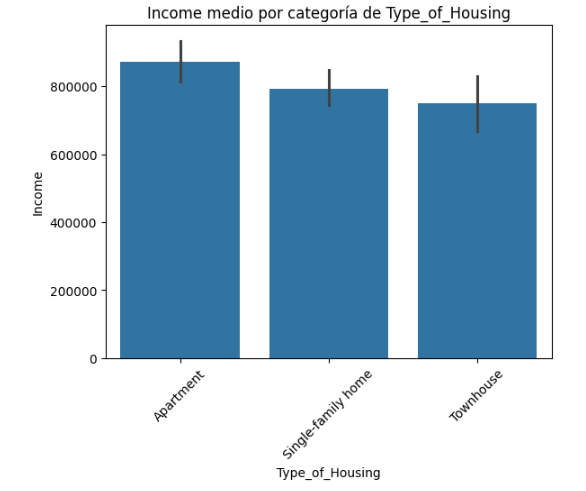 Income medio por categoría de Type_of_Housing
Income
800000
600000
400000
200000
0
Apartment
Single-family home
Townhouse
Type_of_Housing